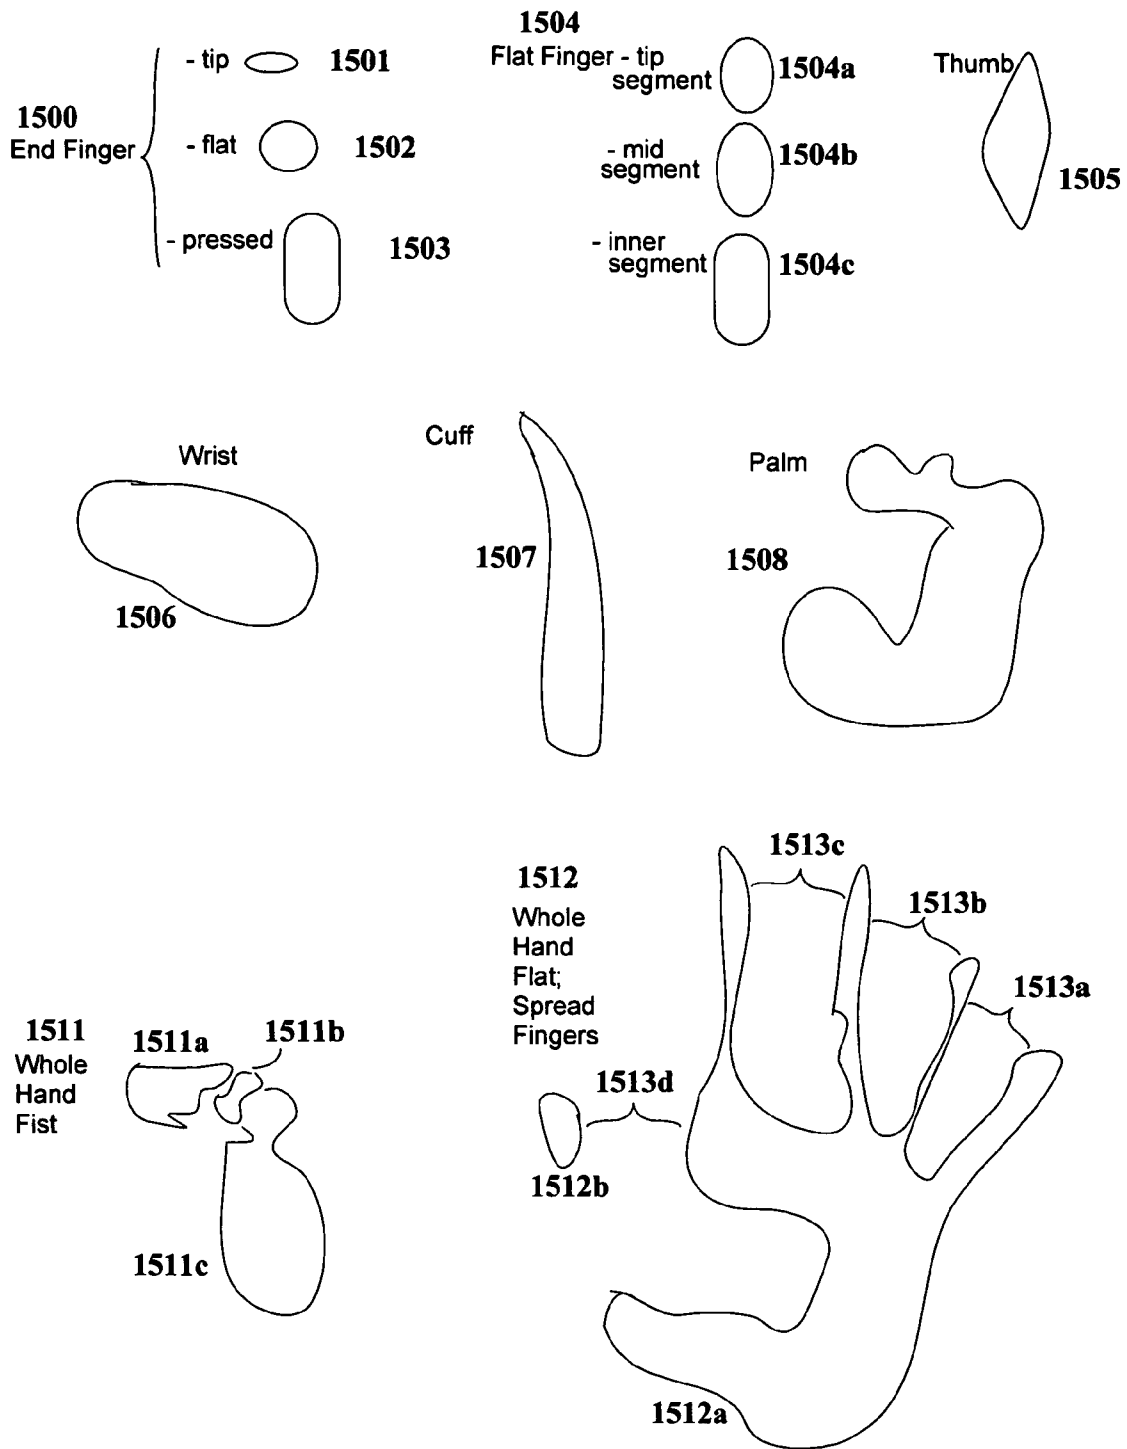 1500
End Finger
- tip
1501
- flat
1502
- pressed
1503
1504
Flat Finger - tip
segment
1504a
- mid
segment
1504b
- inner
segment
1504c
Thumb
1505
Wrist
1506
Cuff
1507
Palm
1508
1511
Whole
Hand
Fist
1511a
1511b
1511c
1512
Whole
Hand
Flat;
Spread
Fingers
1513c
1513b
1513a
1513d
1512b
1512a